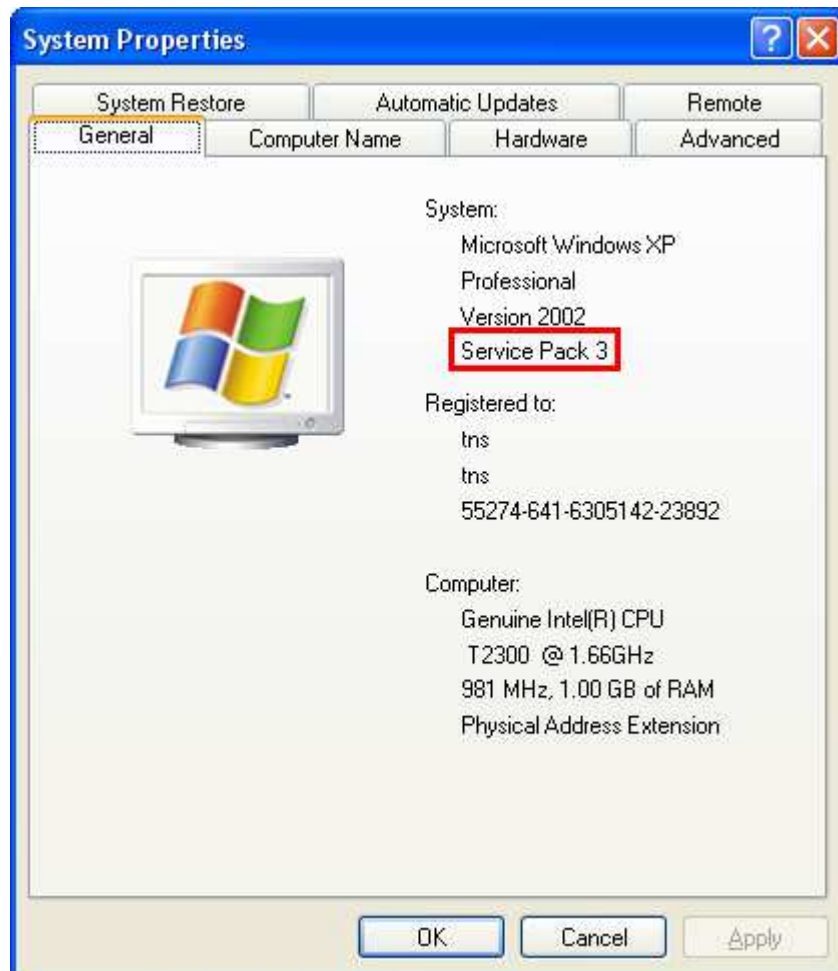 System Properties
System Restore
Automatic Updates
Remote
General
Computer Name
Hardware
Advanced
System:
Microsoft Windows XP
Professional
Version 2002
Service Pack 3
Registered to:
tns
tns
55274-641-6305142-23892
Computer:
Genuine Intel(R) CPU
T2300 @ 1.66GHz
981 MHz, 1.00 GB of RAM
Physical Address Extension
OK
Cancel
Apply